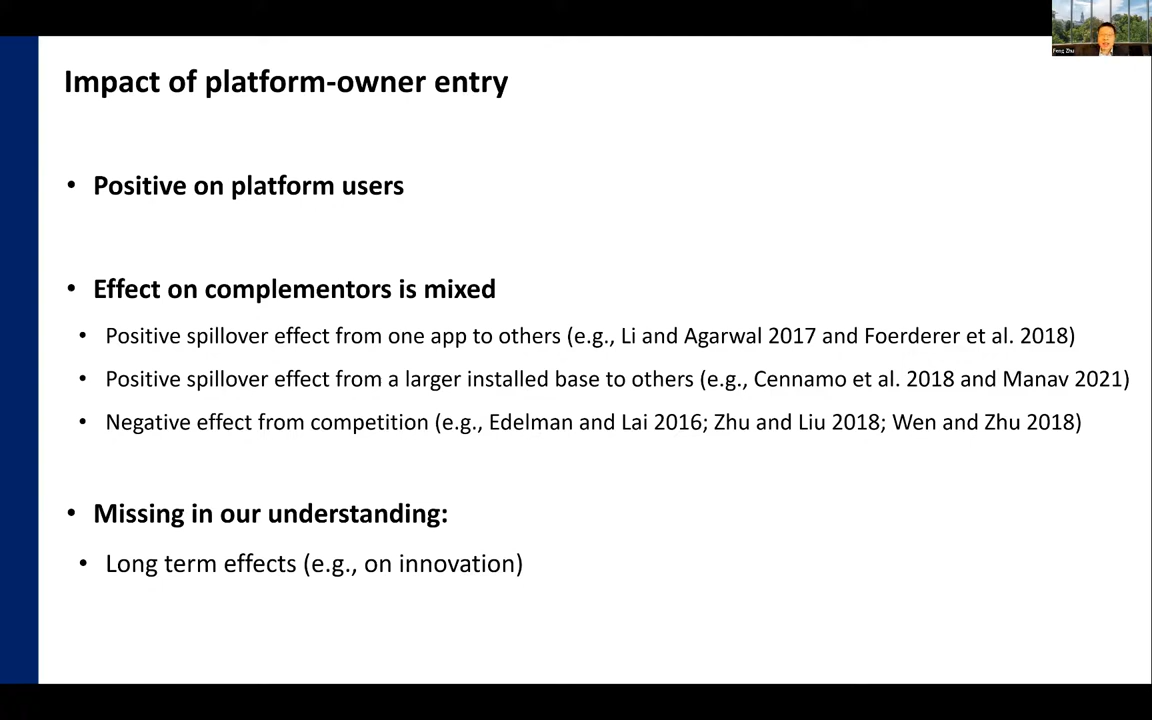 Feng Zhu
Impact of platform-owner entry
• Positive on platform users
• Effect on complementors is mixed
• Positive spillover effect from one app to others (e.g., Li and Agarwal 2017 and Foerderer et al. 2018)
• Positive spillover effect from a larger installed base to others (e.g., Cennamo et al. 2018 and Manav 2021)
• Negative effect from competition (e.g., Edelman and Lai 2016; Zhu and Liu 2018; Wen and Zhu 2018)
• Missing in our understanding:
• Long term effects (e.g., on innovation)